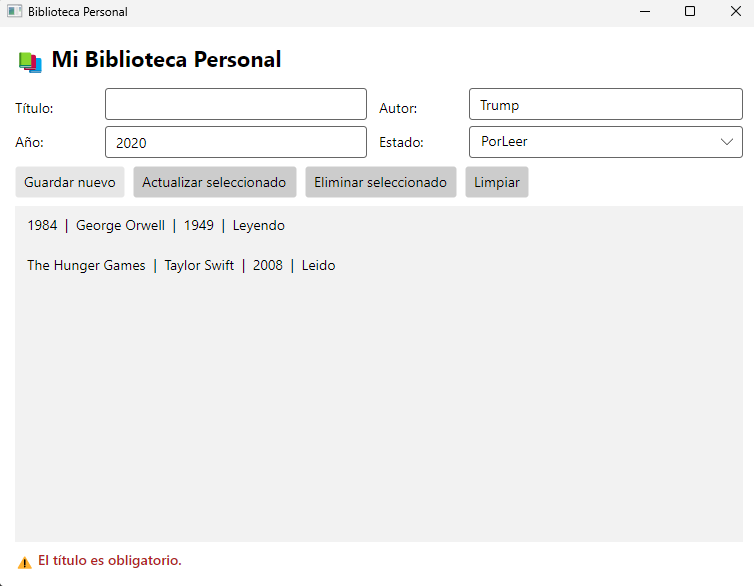 Biblioteca Personal
Mi Biblioteca Personal
Título: Autor: Trump
Año: 2020 Estado: PorLeer
Guardar nuevo Actualizar seleccionado Eliminar seleccionado Limpiar
1984 | George Orwell | 1949 | Leyendo
The Hunger Games | Taylor Swift | 2008 | Leido
El título es obligatorio.